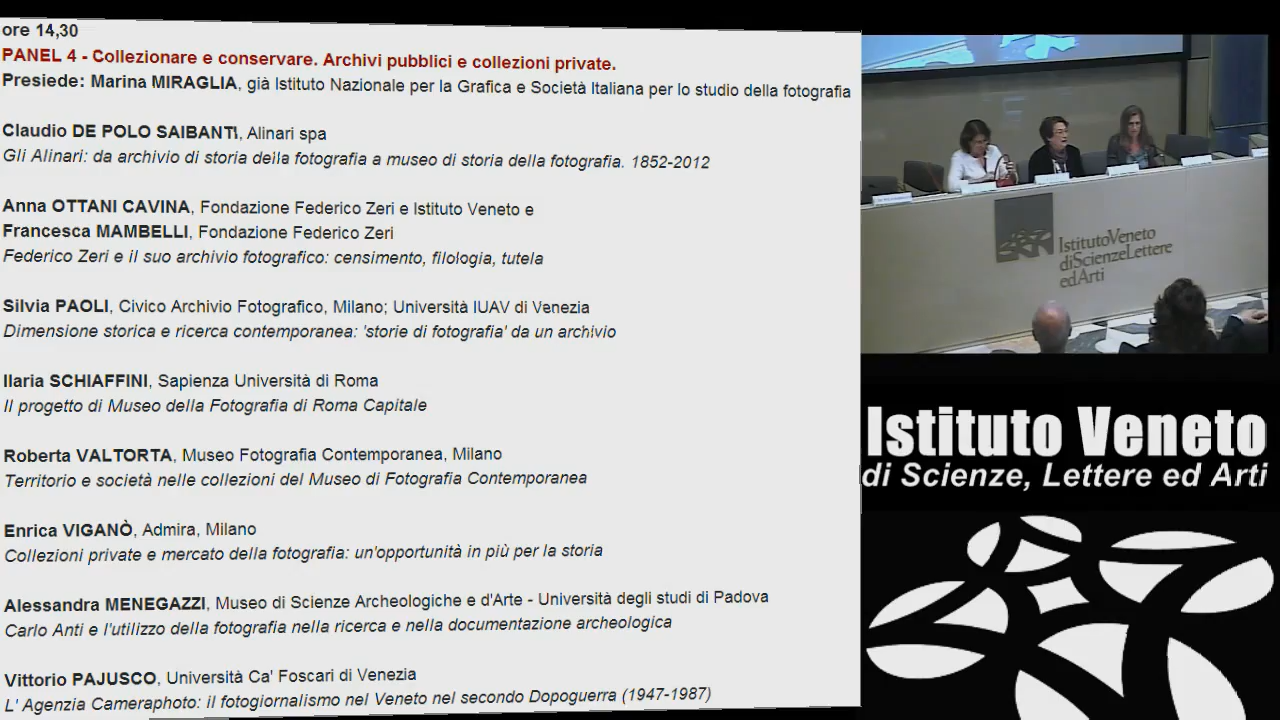 ore 14,30
PANEL 4 - Collezionare e conservare. Archivi pubblici e collezioni private.
Presiede: Marina MIRAGLIA, già Istituto Nazionale per la Grafica e Società Italiana per lo studio della fotografia
Claudio DE POLO SAIBANTI, Alinari spa
Gli Alinari: da archivio di storia della fotografia a museo di storia della fotografia. 1852-2012
Anna OTTANI CAVINA, Fondazione Federico Zeri e Istituto Veneto e
Francesca MAMBELLI, Fondazione Federico Zeri
Federico Zeri e il suo archivio fotografico: censimento, filologia, tutela
Silvia PAOLI, Civico Archivio Fotografico, Milano; Università IUAV di Venezia
Dimensione storica e ricerca contemporanea: 'storie di fotografia' da un archivio
Ilaria SCHIAFFINI, Sapienza Università di Roma
Il progetto di Museo della Fotografia di Roma Capitale
Roberta VALTORTA, Museo Fotografia Contemporanea, Milano
Territorio e società nelle collezioni del Museo di Fotografia Contemporanea
Enrica VIGANÒ, Admira, Milano
Collezioni private e mercato della fotografia: un'opportunità in più per la storia
Alessandra MENEGAZZI, Museo di Scienze Archeologiche e d'Arte - Università degli studi di Padova
Carlo Anti e l'utilizzo della fotografia nella ricerca e nella documentazione archeologica
Vittorio PAJUSCO, Università Ca' Foscari di Venezia
L' Agenzia Cameraphoto: il fotogiornalismo nel Veneto nel secondo Dopoguerra (1947-1987)
IstitutoVeneto
diScienzeLettere
edArti
Istituto Veneto
di Scienze, Lettere ed Arti